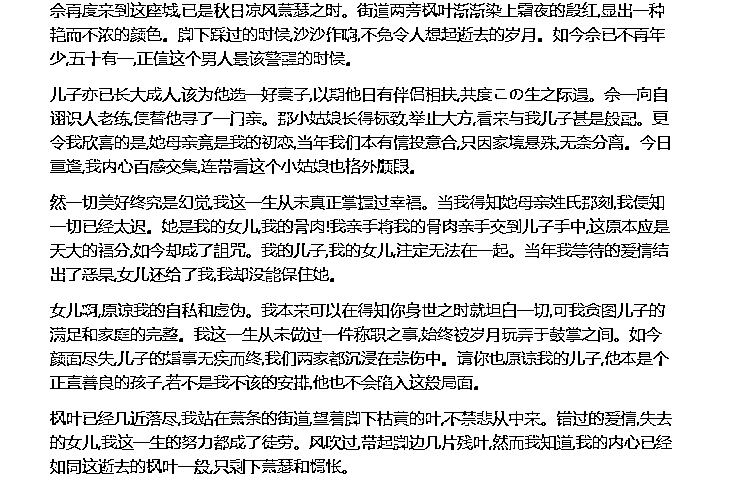 余再度来到这座城,已是秋日凉风萧瑟之时。街道两旁枫叶渐渐染上霜夜的殷红,显出一种
艳而不浓的颜色。脚下踩过的时候,沙沙作响,不免令人想起逝去的岁月。如今余已不再年
少,五十有一,正值这个男人最该警醒的时候。
儿子亦已长大成人,该为他选一好妻子,以期他日有伴侣相扶,共度この生之际遇。余一向自
诩识人老练,便替他寻了一门亲。那小姑娘长得标致,举止大方,看来与我儿子甚是般配。更
令我欣喜的是,她母亲竟是我的初恋,当年我们本有情投意合,只因家境悬殊,无奈分离。今日
重逢,我内心百感交集,连带看这个小姑娘也格外顺眼。
然一切美好终究是幻觉,我这一生从未真正掌握过幸福。当我得知她母亲姓氏那刻,我便知
一切已经太迟。她是我的女儿,我的骨肉!我亲手将我的骨肉亲手交到儿子手中,这原本应是
天大的福分,如今却成了诅咒。我的儿子,我的女儿,注定无法在一起。当年我等待的爱情结
出了恶果,女儿还给了我,我却没能保住她。
女儿啊,原谅我的自私和虚伪。我本来可以在得知你身世之时就坦白一切,可我贪图儿子的
满足和家庭的完整。我这一生从未做过一件称职之事,始终被岁月玩弄于鼓掌之间。如今
颜面尽失,儿子的婚事无疾而终,我们两家都沉浸在悲伤中。请你也原谅我的儿子,他本是个
正直善良的孩子,若不是我不该的安排,他也不会陷入这般局面。
枫叶已经几近落尽,我站在萧条的街道,望着脚下枯黄的叶,不禁悲从中来。错过的爱情,失去
的女儿,我这一生的努力都成了徒劳。风吹过,带起脚边几片残叶,然而我知道,我的内心已经
如同这逝去的枫叶一般,只剩下萧瑟和惆怅。